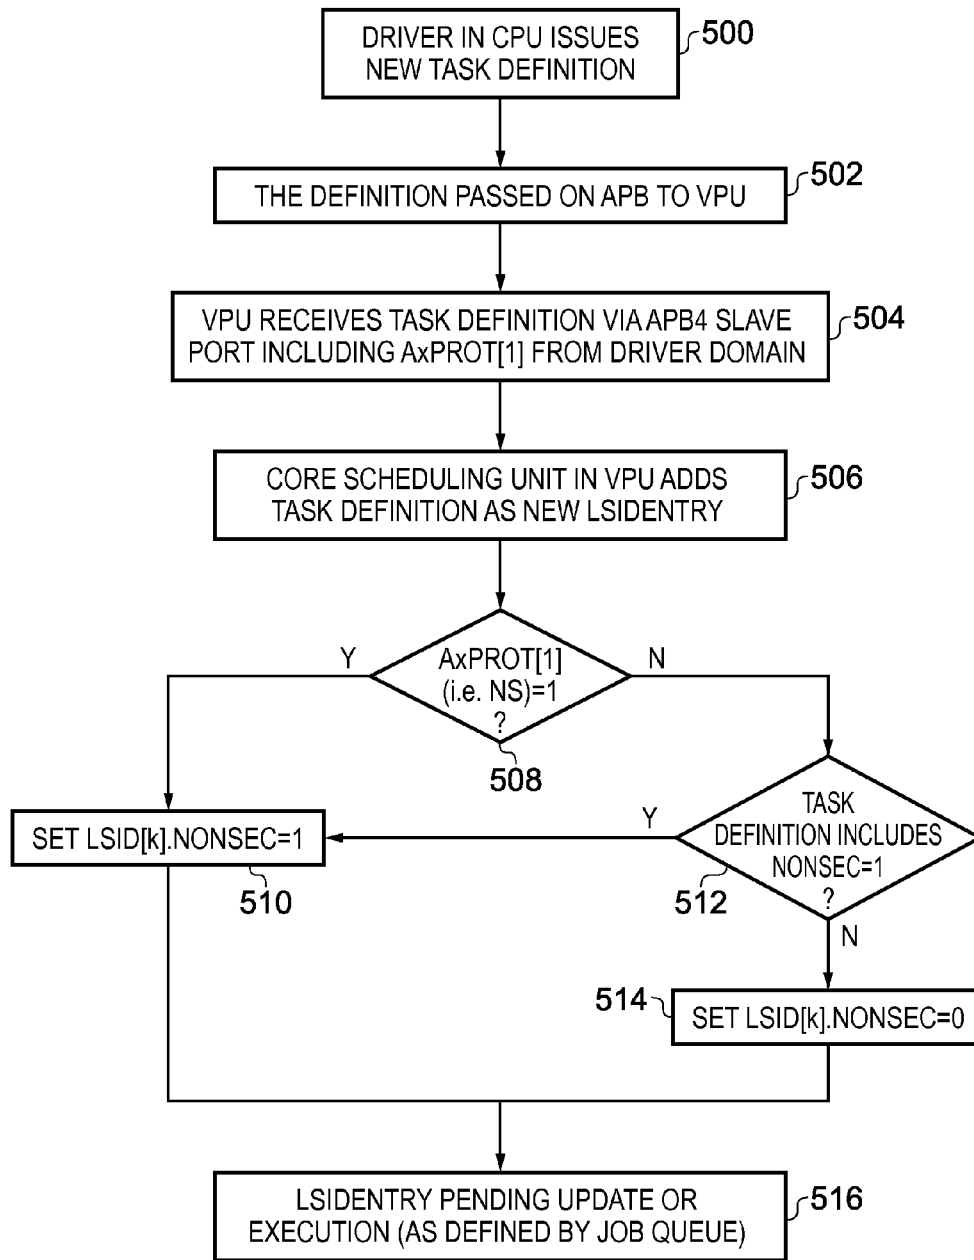 DRIVER IN CPU ISSUES
NEW TASK DEFINITION
500
THE DEFINITION PASSED ON APB TO VPU
502
VPU RECEIVES TASK DEFINITION VIA APB4 SLAVE
PORT INCLUDING AxPROT[1] FROM DRIVER DOMAIN
504
CORE SCHEDULING UNIT IN VPU ADDS
TASK DEFINITION AS NEW LSIDENTRY
506
Y
AxPROT[1]
(i.e. NS)=1
?
N
508
SET LSID[k].NONSEC=1
510
Y
TASK
DEFINITION INCLUDES
NONSEC=1
?
512
N
514
SET LSID[k].NONSEC=0
LSIDENTRY PENDING UPDATE OR
EXECUTION (AS DEFINED BY JOB QUEUE)
516